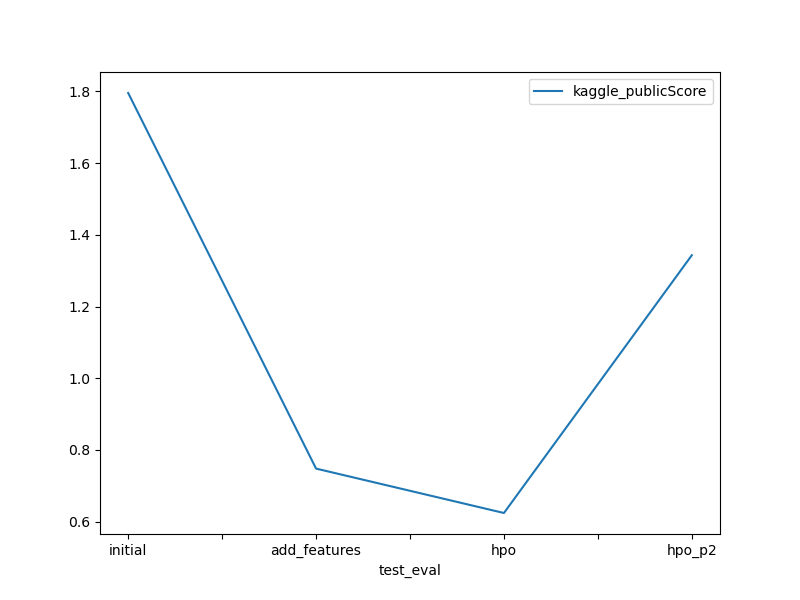 kaggle_publicScore
1.8
1.6
1.4
1.2
1.0
0.8
0.6
initial add_features hpo hpo_p2
test_eval